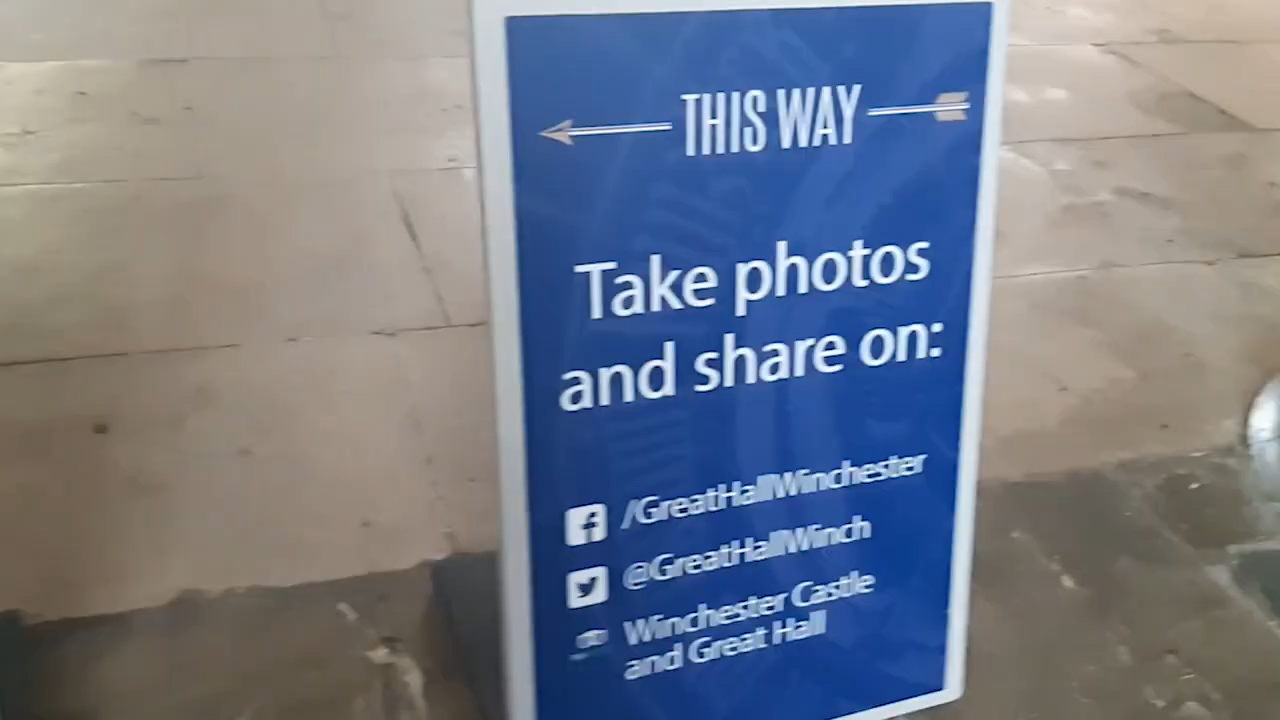 THIS WAY
Take photos
and share on:
/GreatHallWinchester
@GreatHallWinch
Winchester Castle
and Great Hall